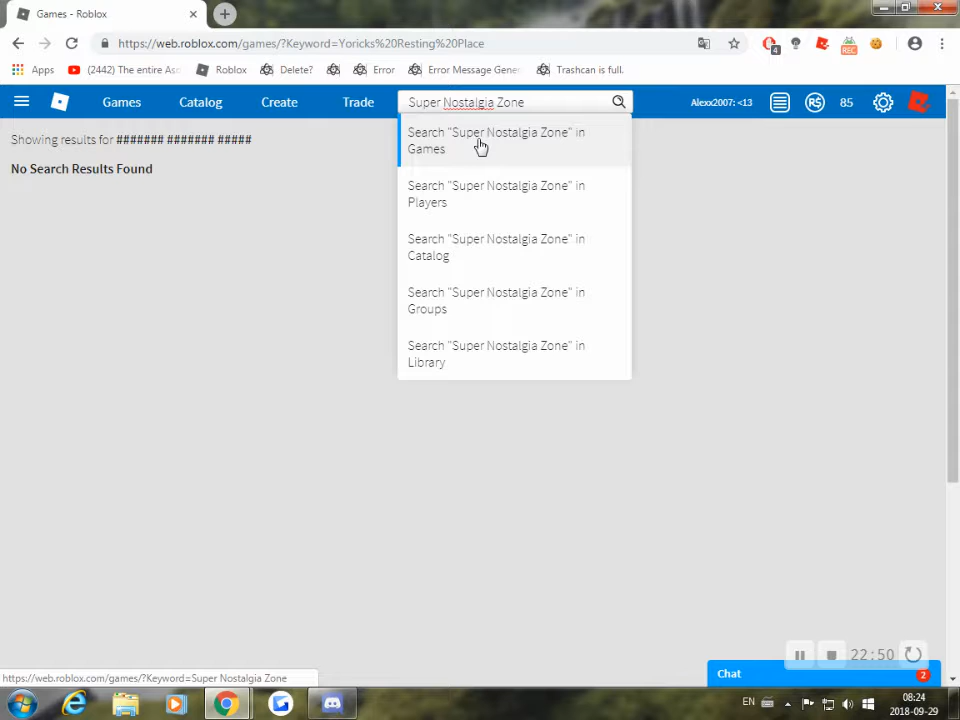 Games - Roblox
https://web.roblox.com/games/?Keyword=Yoricks%20Resting%20Place
4
REC
Apps
(2442) The entire As
Roblox
Delete?
Error
Error Message Gene
Trashcan is full.
Games
Catalog
Create
Trade
Super Nostalgia Zone
Alexx2007: <13
R$
85
Showing results for ####### ####### #####
No Search Results Found
Search "Super Nostalgia Zone" in
Games
Search "Super Nostalgia Zone" in
Players
Search "Super Nostalgia Zone" in
Catalog
Search "Super Nostalgia Zone" in
Groups
Search "Super Nostalgia Zone" in
Library
22:50
https://web.roblox.com/games/?Keyword=Super Nostalgia Zone
Chat
2
EN
08:24
2018-09-29